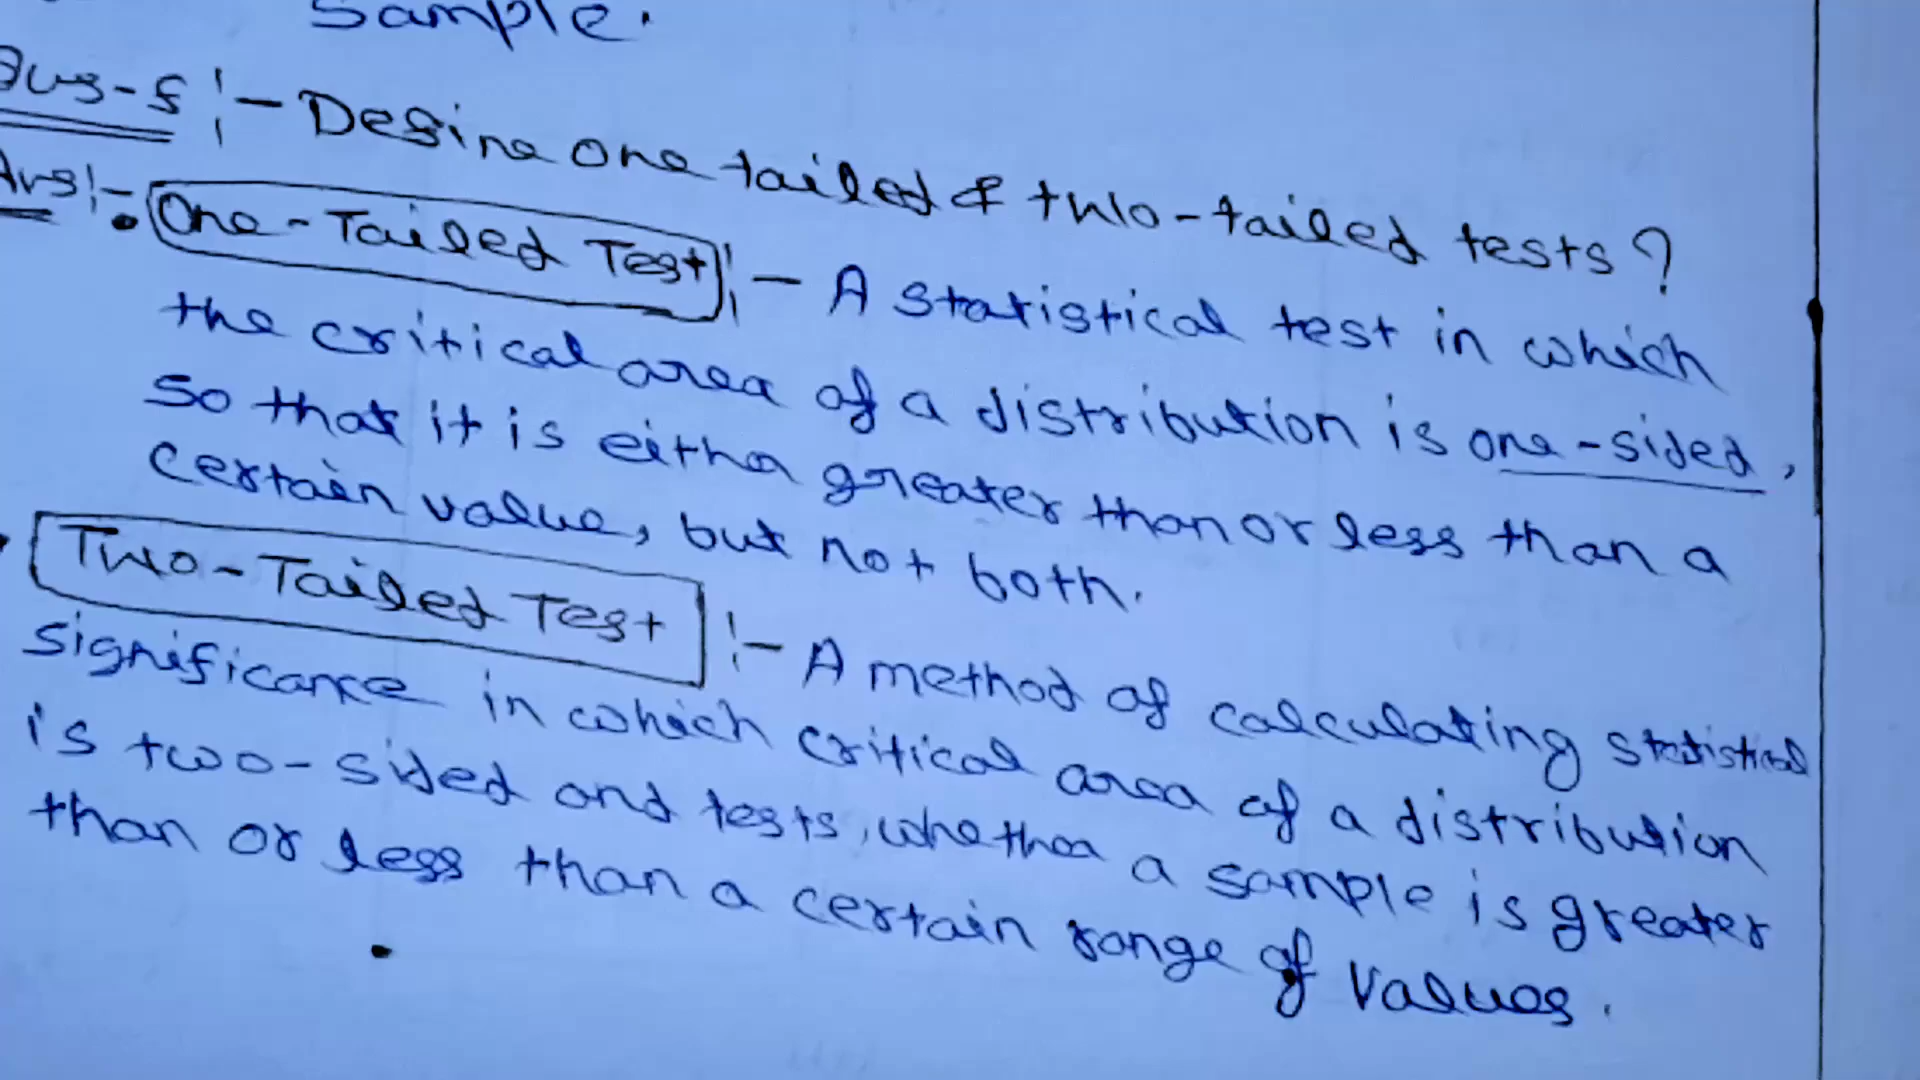 Sample.
Ques-5 :- Define one tailed & two-tailed tests?
Ans:- • One-Tailed Test :- A statistical test in which
the critical area of a distribution is one-sided,
so that it is either greater than or less than a
certain value, but not both.
• Two-Tailed Test :- A method of calculating statistical
significance in which critical area of a distribution
is two-sided and tests, whether a sample is greater
than or less than a certain range of values.